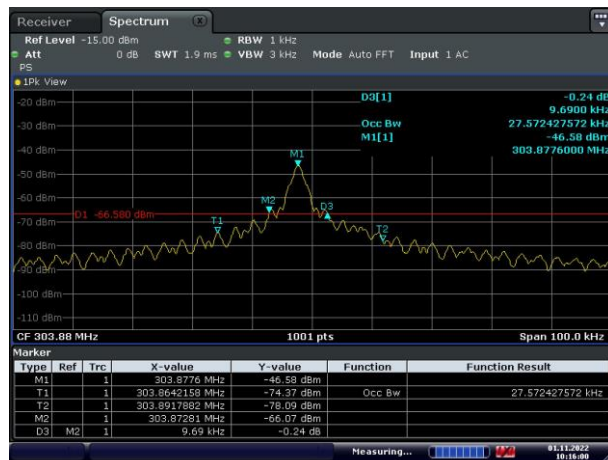 Receiver Spectrum
Ref Level -15.00 dBm RBW 1 kHz
Att 0 dB SWT 1.9 ms VBW 3 kHz Mode Auto FFT Input 1 AC
PS
1Pk View
D3[1] -0.24 dB
9.6900 kHz
Occ Bw 27.572427572 kHz
M1[1] -46.58 dBm
303.8776000 MHz
-20 dBm
-30 dBm
-40 dBm
M1
-50 dBm
-60 dBm
M2
D3
D1 -66.580 dBm
-70 dBm
T1
T2
-80 dBm
-90 dBm
-100 dBm
-110 dBm
CF 303.88 MHz 1001 pts Span 100.0 kHz
Marker
Type Ref Trc X-value Y-value Function Function Result
M1 1 303.8776 MHz -46.58 dBm
T1 1 303.8642158 MHz -74.37 dBm Occ Bw 27.572427572 kHz
T2 1 303.8917882 MHz -78.09 dBm
M2 1 303.87281 MHz -66.07 dBm
D3 M2 1 9.69 kHz -0.24 dB
Measuring... 01.11.2022
10:16:00